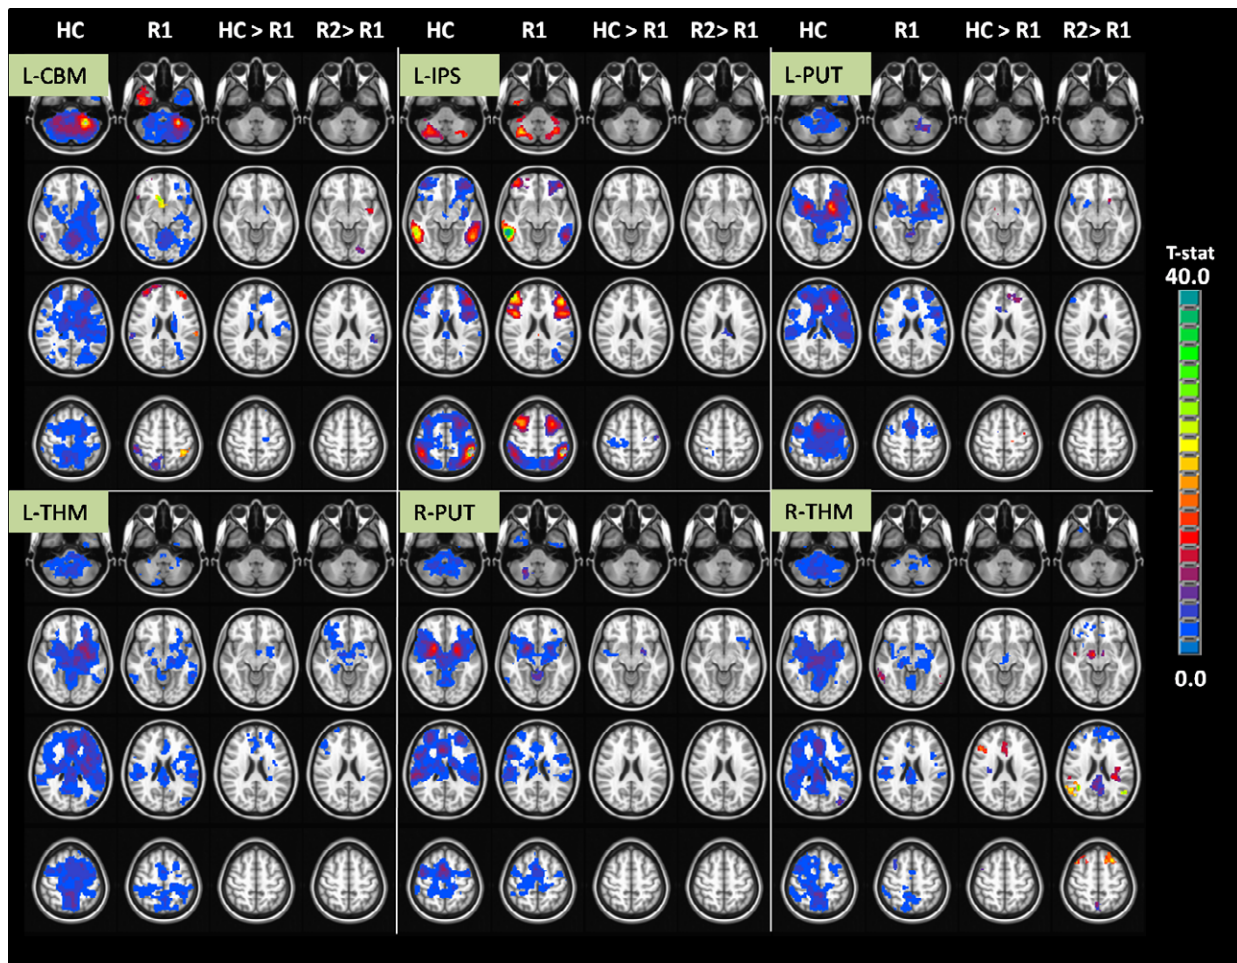 HC R1 HC > R1 R2> R1 HC R1 HC > R1 R2> R1 HC R1 HC > R1 R2> R1
L-CBM L-IPS L-PUT
T-stat
40.0
L-THM R-PUT R-THM
0.0